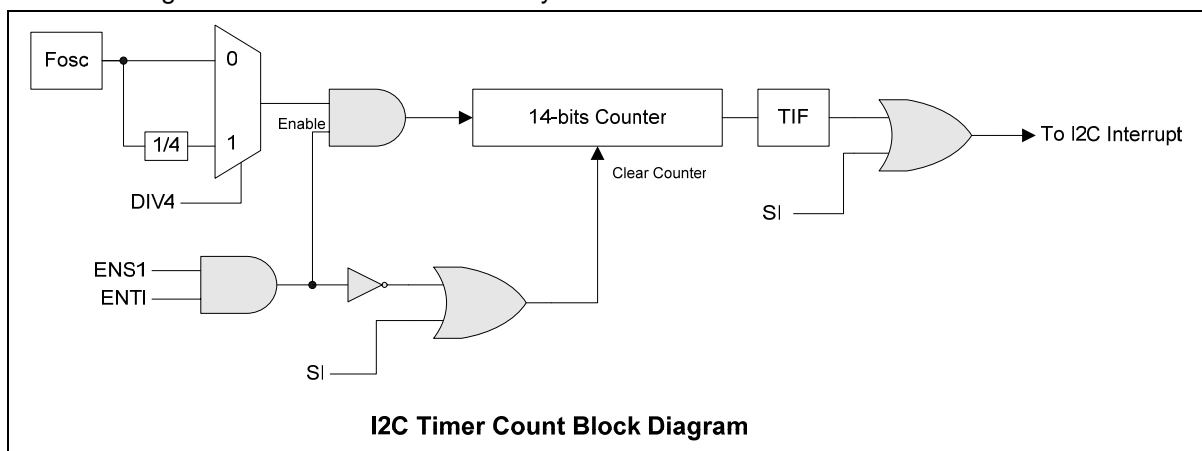 Fosc
0
1/4
1
DIV4
Enable
14-bits Counter
TIF
To I2C Interrupt
Clear Counter
SI
ENS1
ENTI
SI
I2C Timer Count Block Diagram